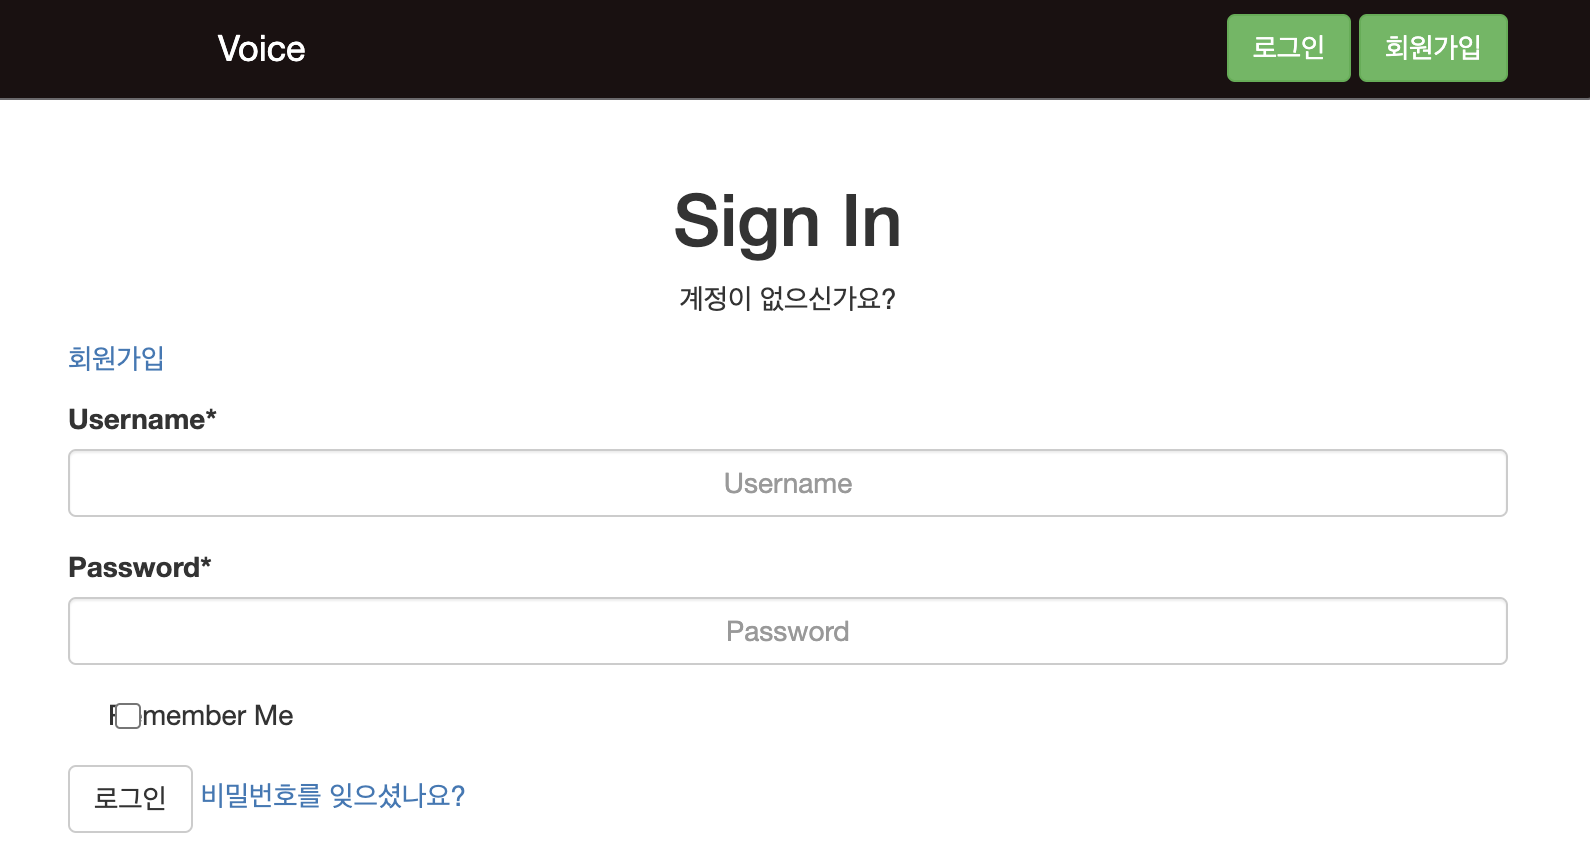 Voice 로그인 회원가입
Sign In
계정이 없으신가요?
회원가입
Username*
Username
Password*
Password
Remember Me
로그인 비밀번호를 잊으셨나요?